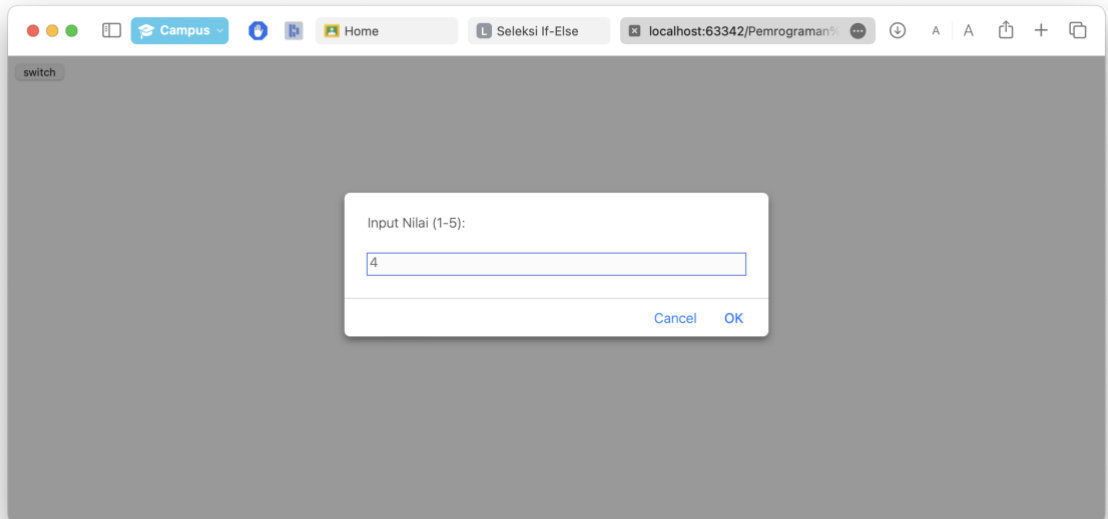 Campus
Home
Seleksi If-Else
localhost:63342/Pemrograman%
A A
switch
Input Nilai (1-5):
4
Cancel OK